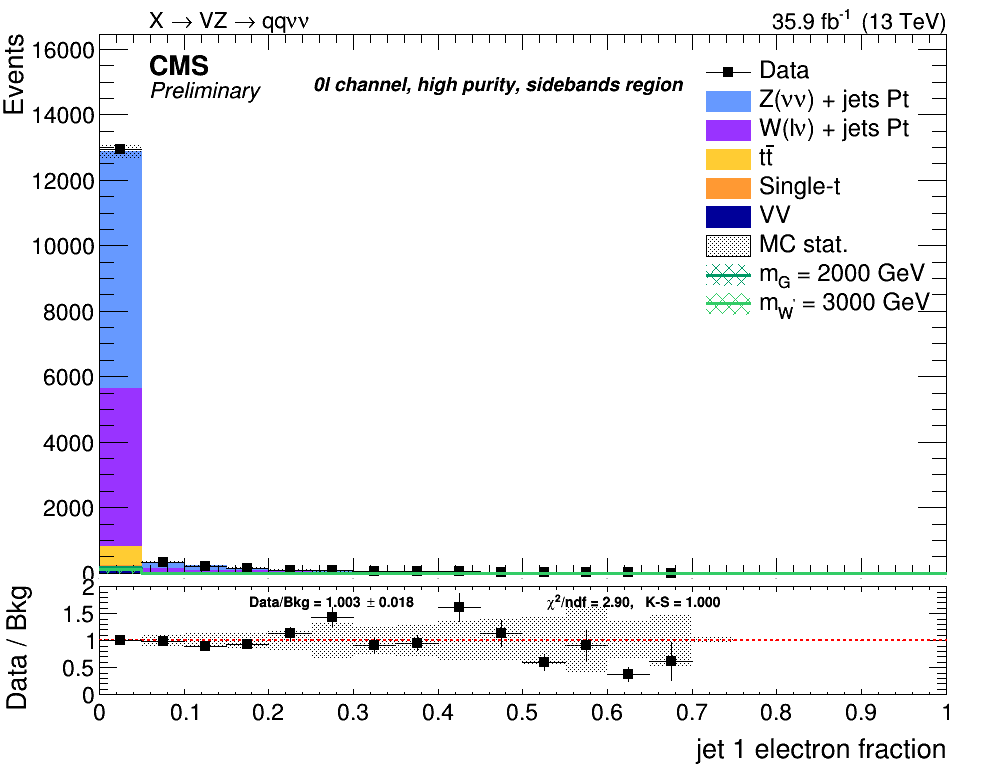 X → VZ → qqνν
35.9 fb⁻¹ (13 TeV)
Events
CMS
Preliminary
0l channel, high purity, sidebands region
Data
Z(νν) + jets Pt
W(lν) + jets Pt
tt̄
Single-t
VV
MC stat.
m_G = 2000 GeV
m_W' = 3000 GeV
16000
14000
12000
10000
8000
6000
4000
2000
0
Data / Bkg
Data/Bkg = 1.003 ± 0.018
χ²/ndf = 2.90, K-S = 1.000
2
1.5
1
0.5
0
0 0.1 0.2 0.3 0.4 0.5 0.6 0.7 0.8 0.9 1
jet 1 electron fraction